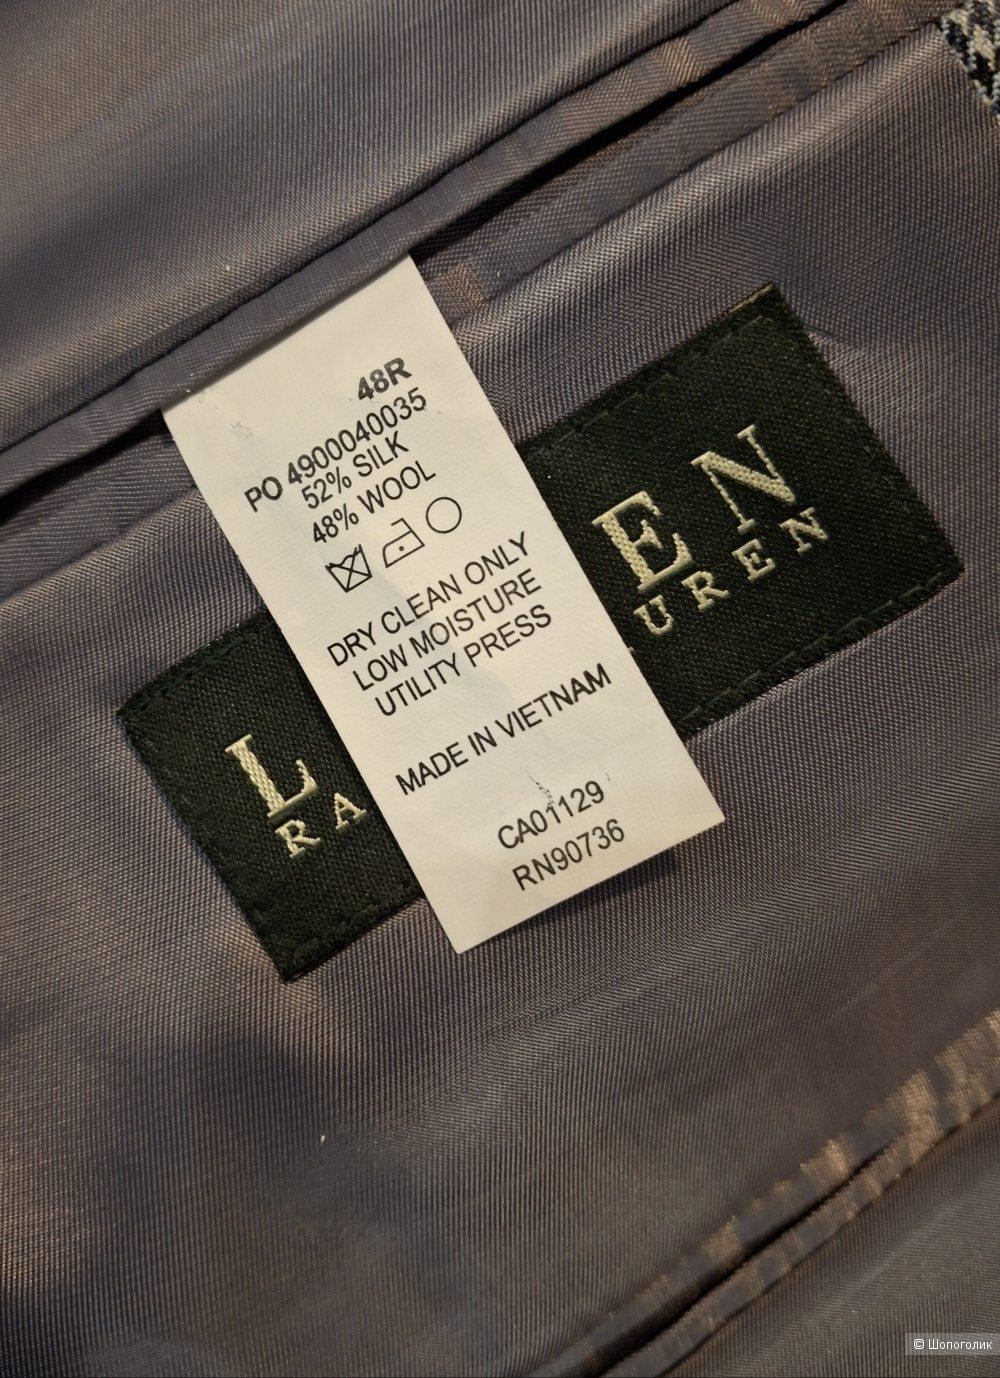 48R
PO 4900040035
52% SILK
48% WOOL
DRY CLEAN ONLY
LOW MOISTURE
UTILITY PRESS
MADE IN VIETNAM
CA01129
RN90736
L EN
RA UREN
© Шопоголик